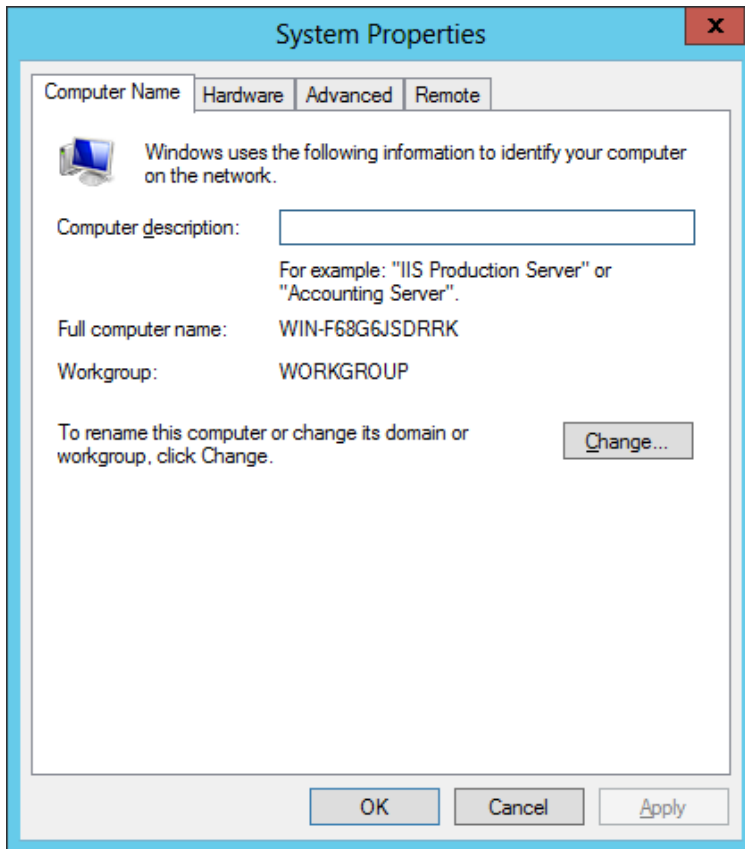 System Properties
x
Computer Name Hardware Advanced Remote
Windows uses the following information to identify your computer
on the network.
Computer description:
For example: "IIS Production Server" or
"Accounting Server".
Full computer name: WIN-F68G6JSDRRK
Workgroup: WORKGROUP
To rename this computer or change its domain or
workgroup, click Change.
Change...
OK Cancel Apply